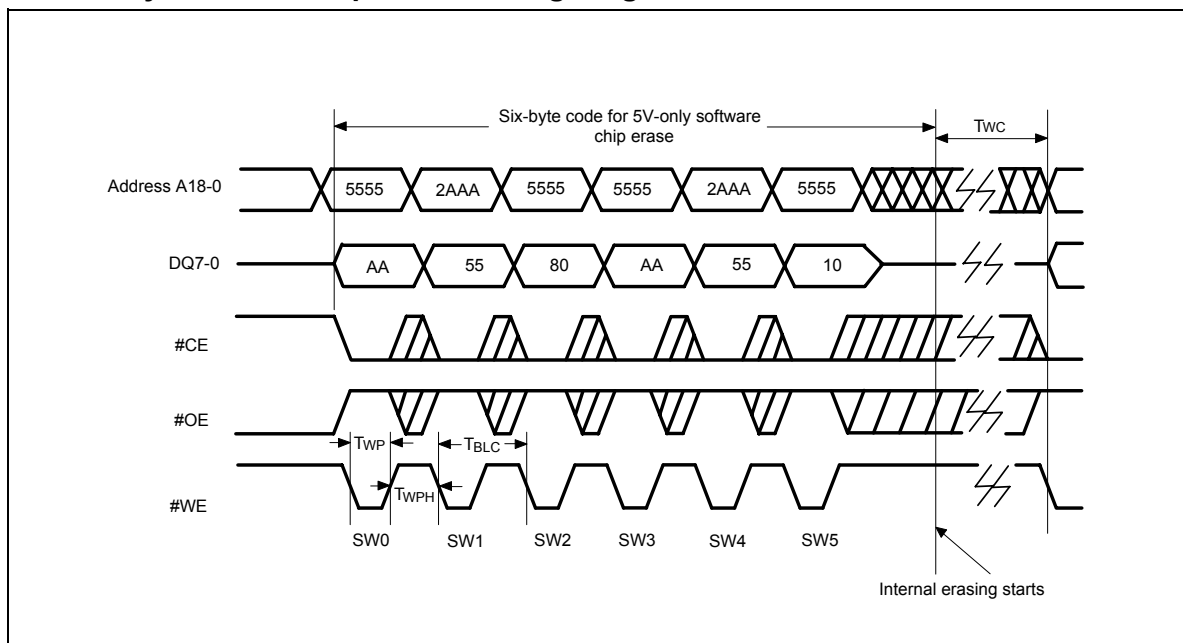 Six-byte code for 5V-only software
chip erase
TWC
Address A18-0
5555 2AAA 5555 5555 2AAA 5555
DQ7-0
AA 55 80 AA 55 10
#CE
#OE
TWP
TBLC
TWPH
#WE
SW0 SW1 SW2 SW3 SW4 SW5
Internal erasing starts